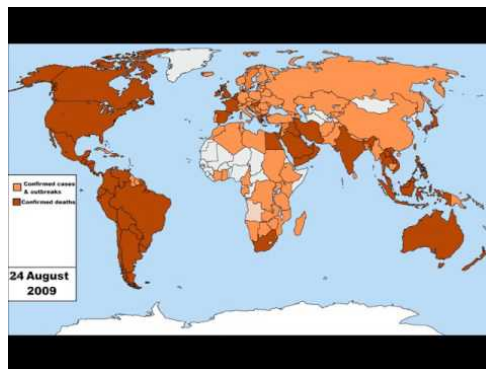 Confirmed cases
& outbreaks
Confirmed deaths
24 August
2009